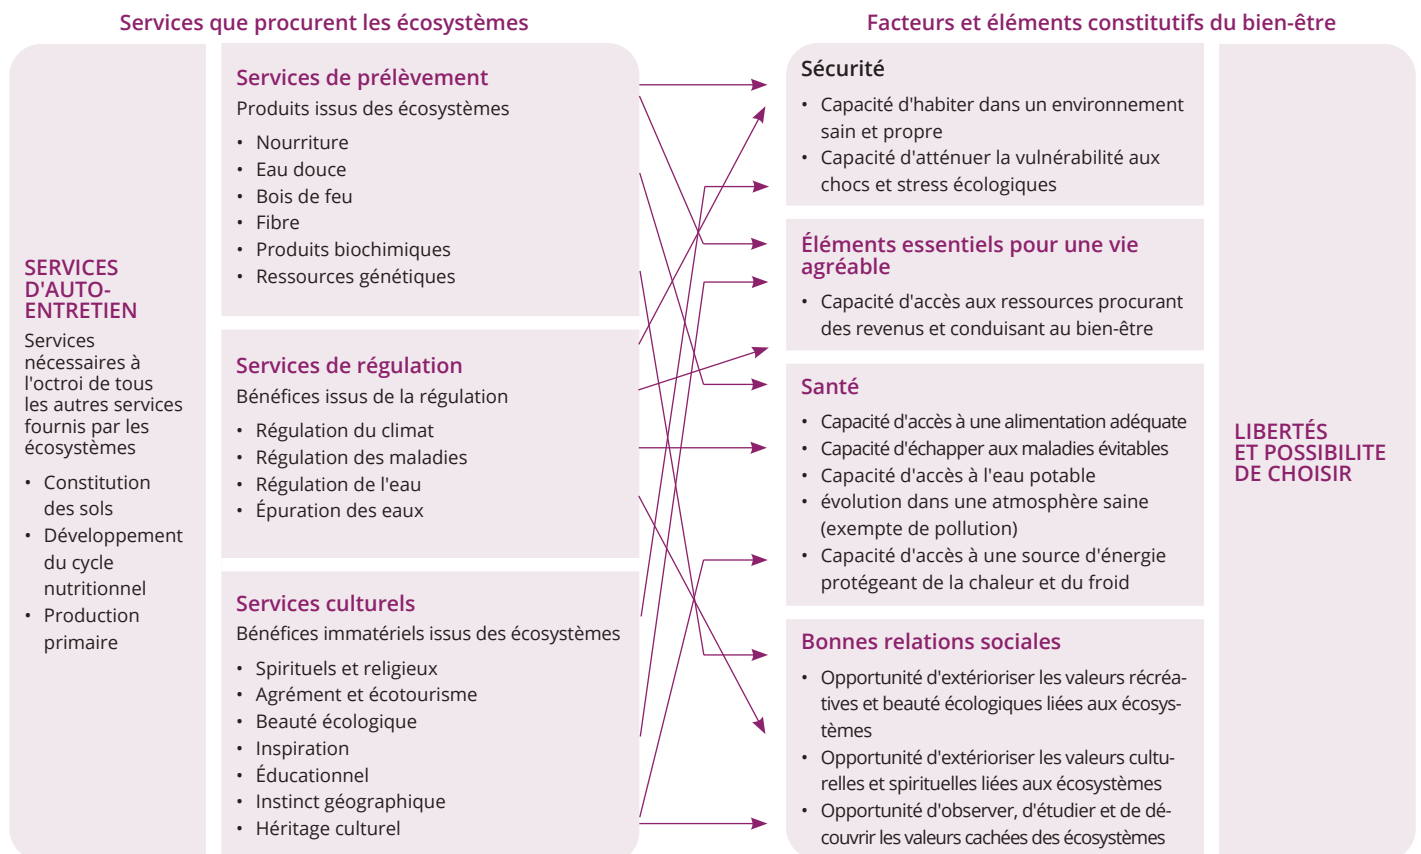 Services que procurent les écosystèmes
Facteurs et éléments constitutifs du bien-être
SERVICES
D'AUTO-
ENTRETIEN
Services
nécessaires à
l'octroi de tous
les autres services
fournis par les
écosystèmes
• Constitution
des sols
• Développement
du cycle
nutritionnel
• Production
primaire
Services de prélèvement
Produits issus des écosystèmes
• Nourriture
• Eau douce
• Bois de feu
• Fibre
• Produits biochimiques
• Ressources génétiques
Services de régulation
Bénéfices issus de la régulation
• Régulation du climat
• Régulation des maladies
• Régulation de l'eau
• Épuration des eaux
Services culturels
Bénéfices immatériels issus des écosystèmes
• Spirituels et religieux
• Agrément et écotourisme
• Beauté écologique
• Inspiration
• Éducationnel
• Instinct géographique
• Héritage culturel
Sécurité
• Capacité d'habiter dans un environnement
sain et propre
• Capacité d'atténuer la vulnérabilité aux
chocs et stress écologiques
Éléments essentiels pour une vie
agréable
• Capacité d'accès aux ressources procurant
des revenus et conduisant au bien-être
Santé
• Capacité d'accès à une alimentation adéquate
• Capacité d'échapper aux maladies évitables
• Capacité d'accès à l'eau potable
• évolution dans une atmosphère saine
(exempte de pollution)
• Capacité d'accès à une source d'énergie
protégeant de la chaleur et du froid
Bonnes relations sociales
• Opportunité d'extérioriser les valeurs récréa-
tives et beauté écologiques liées aux écosys-
tèmes
• Opportunité d'extérioriser les valeurs cultu-
relles et spirituelles liées aux écosystèmes
• Opportunité d'observer, d'étudier et de dé-
couvrir les valeurs cachées des écosystèmes
LIBERTÉS
ET POSSIBILITE
DE CHOISIR